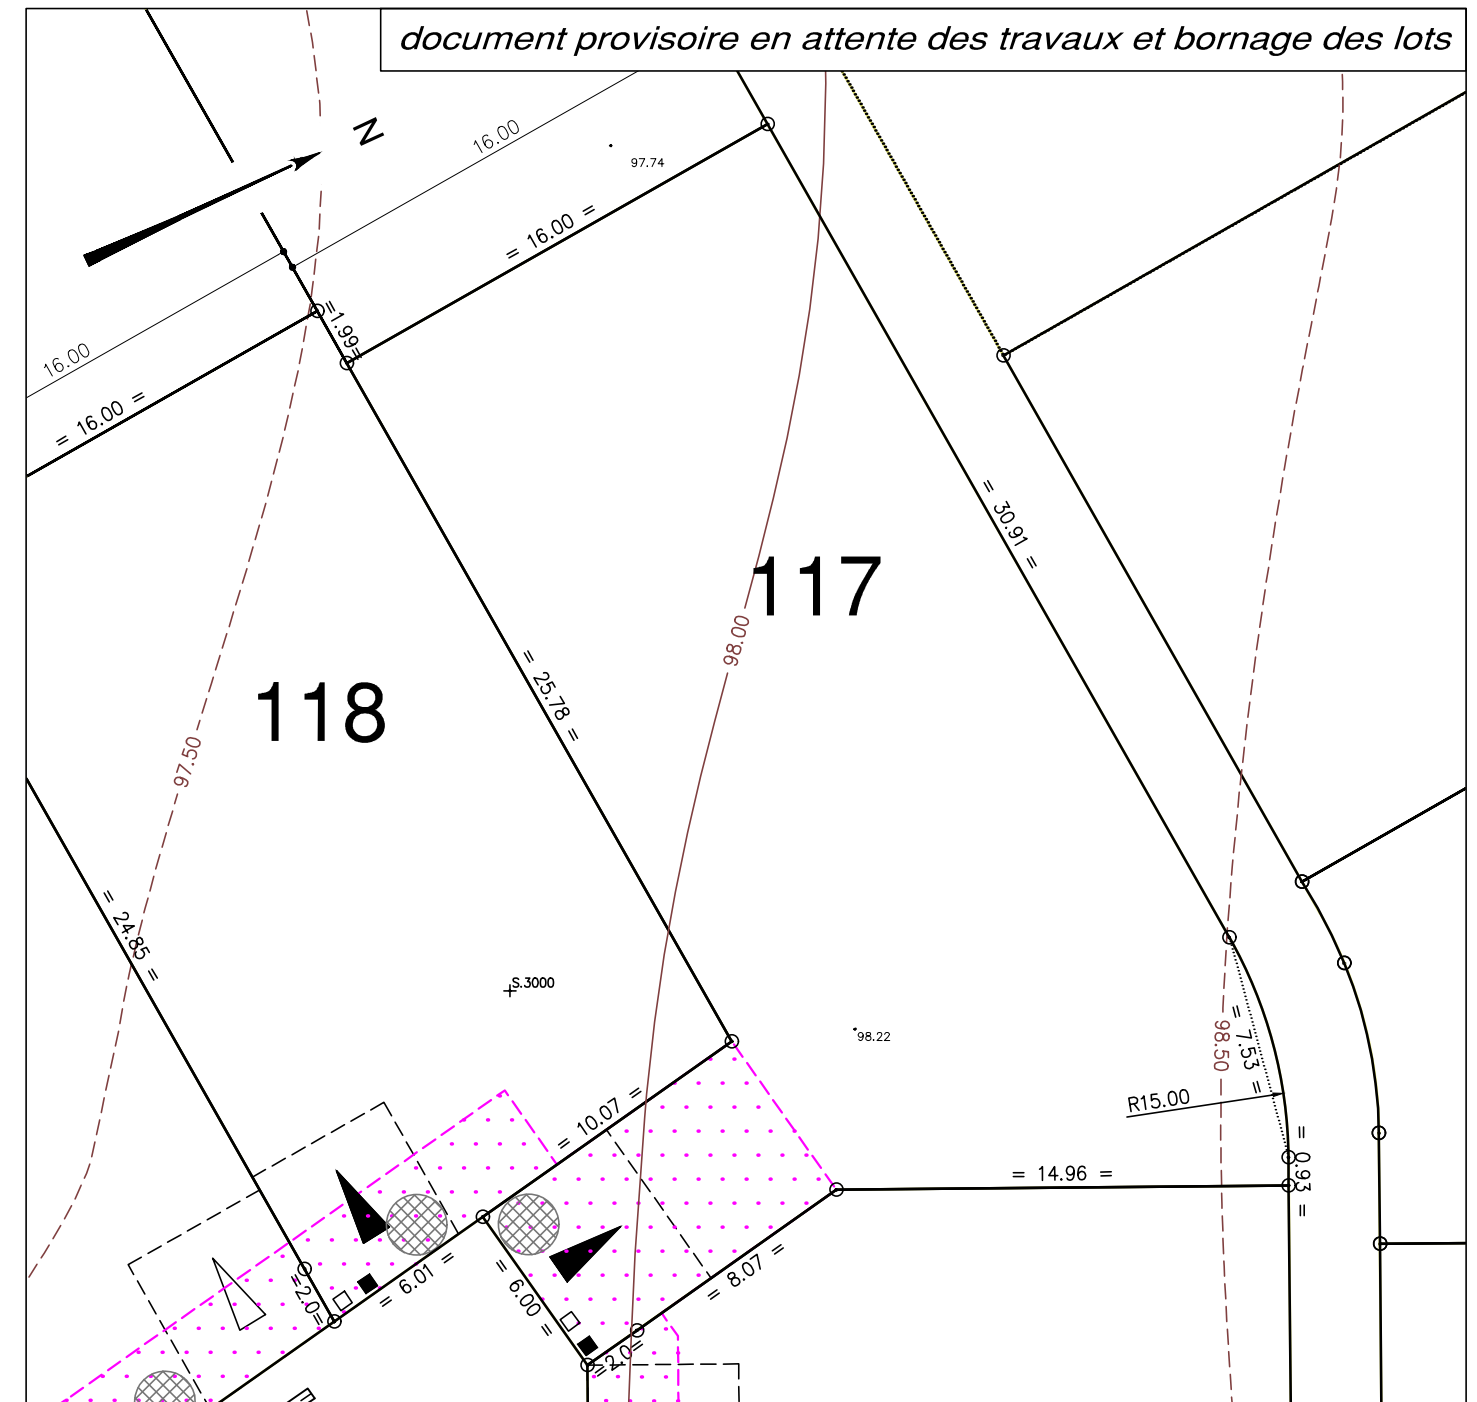 document provisoire en attente des travaux et bornage des lots
N
16.00
97.74
= 16.00 =
=1.99=
16.00
= 16.00 =
= 30.91 =
117
98.00
= 25.78 =
118
97.50
= 24.85 =
S.3000
98.22
98.50
= 7.53 =
R15.00
= 10.07 =
= 0.93 =
= 14.96 =
= 6.01 =
= 6.00 =
= 8.07 =
=2.0=
=2.0=